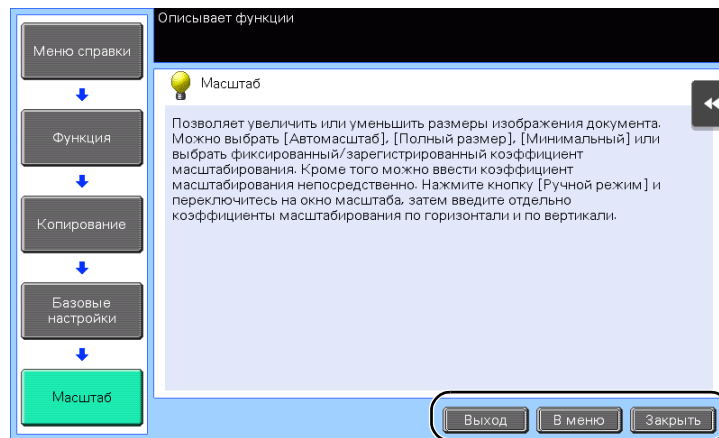 Описывает функции
Меню справки
Функция
Копирование
Базовые
настройки
Масштаб
Масштаб
Позволяет увеличить или уменьшить размеры изображения документа.
Можно выбрать [Автомасштаб], [Полный размер], [Минимальный] или
выбрать фиксированный/зарегистрированный коэффициент
масштабирования. Кроме того можно ввести коэффициент
масштабирования непосредственно. Нажмите кнопку [Ручной режим] и
переключитесь на окно масштаба, затем введите отдельно
коэффициенты масштабирования по горизонтали и по вертикали.
Выход
В меню
Закрыть